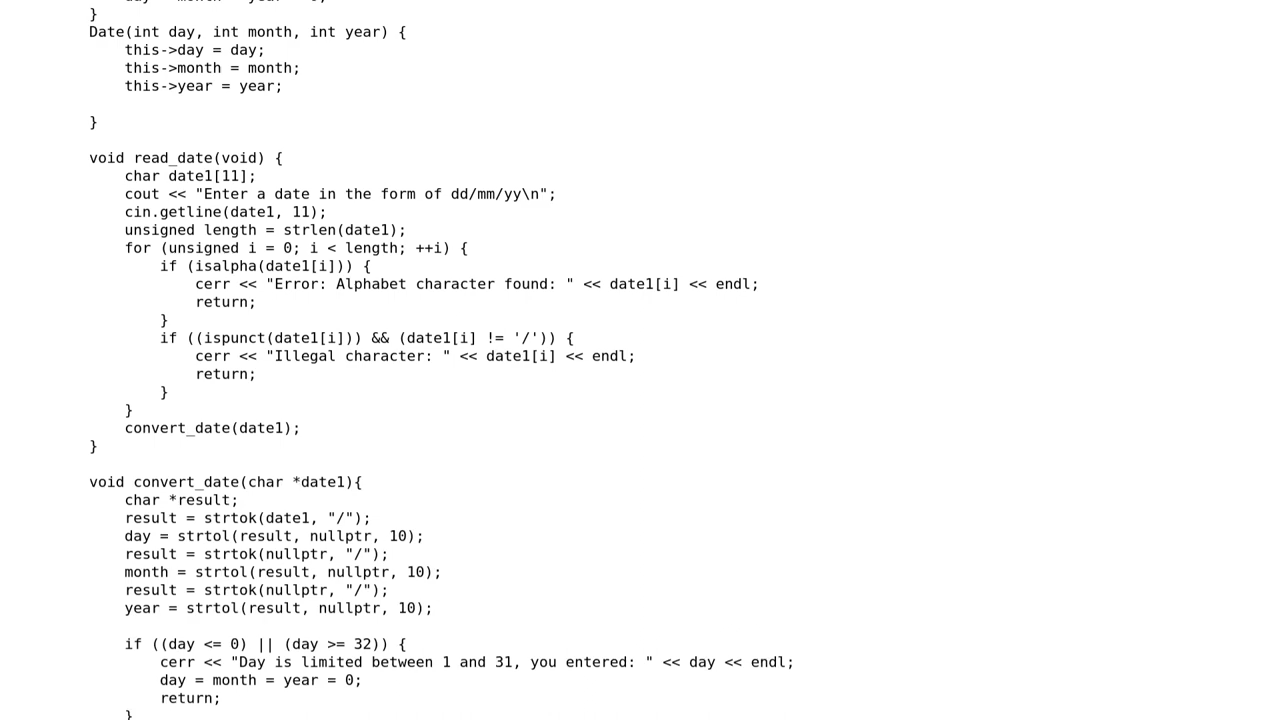 day = month = year = 0;
}
Date(int day, int month, int year) {
this->day = day;
this->month = month;
this->year = year;
}
void read_date(void) {
char date1[11];
cout << "Enter a date in the form of dd/mm/yy\n";
cin.getline(date1, 11);
unsigned length = strlen(date1);
for (unsigned i = 0; i < length; ++i) {
if (isalpha(date1[i])) {
cerr << "Error: Alphabet character found: " << date1[i] << endl;
return;
}
if ((ispunct(date1[i])) && (date1[i] != '/')) {
cerr << "Illegal character: " << date1[i] << endl;
return;
}
}
convert_date(date1);
}
void convert_date(char *date1){
char *result;
result = strtok(date1, "/");
day = strtol(result, nullptr, 10);
result = strtok(nullptr, "/");
month = strtol(result, nullptr, 10);
result = strtok(nullptr, "/");
year = strtol(result, nullptr, 10);
if ((day <= 0) || (day >= 32)) {
cerr << "Day is limited between 1 and 31, you entered: " << day << endl;
day = month = year = 0;
return;
}